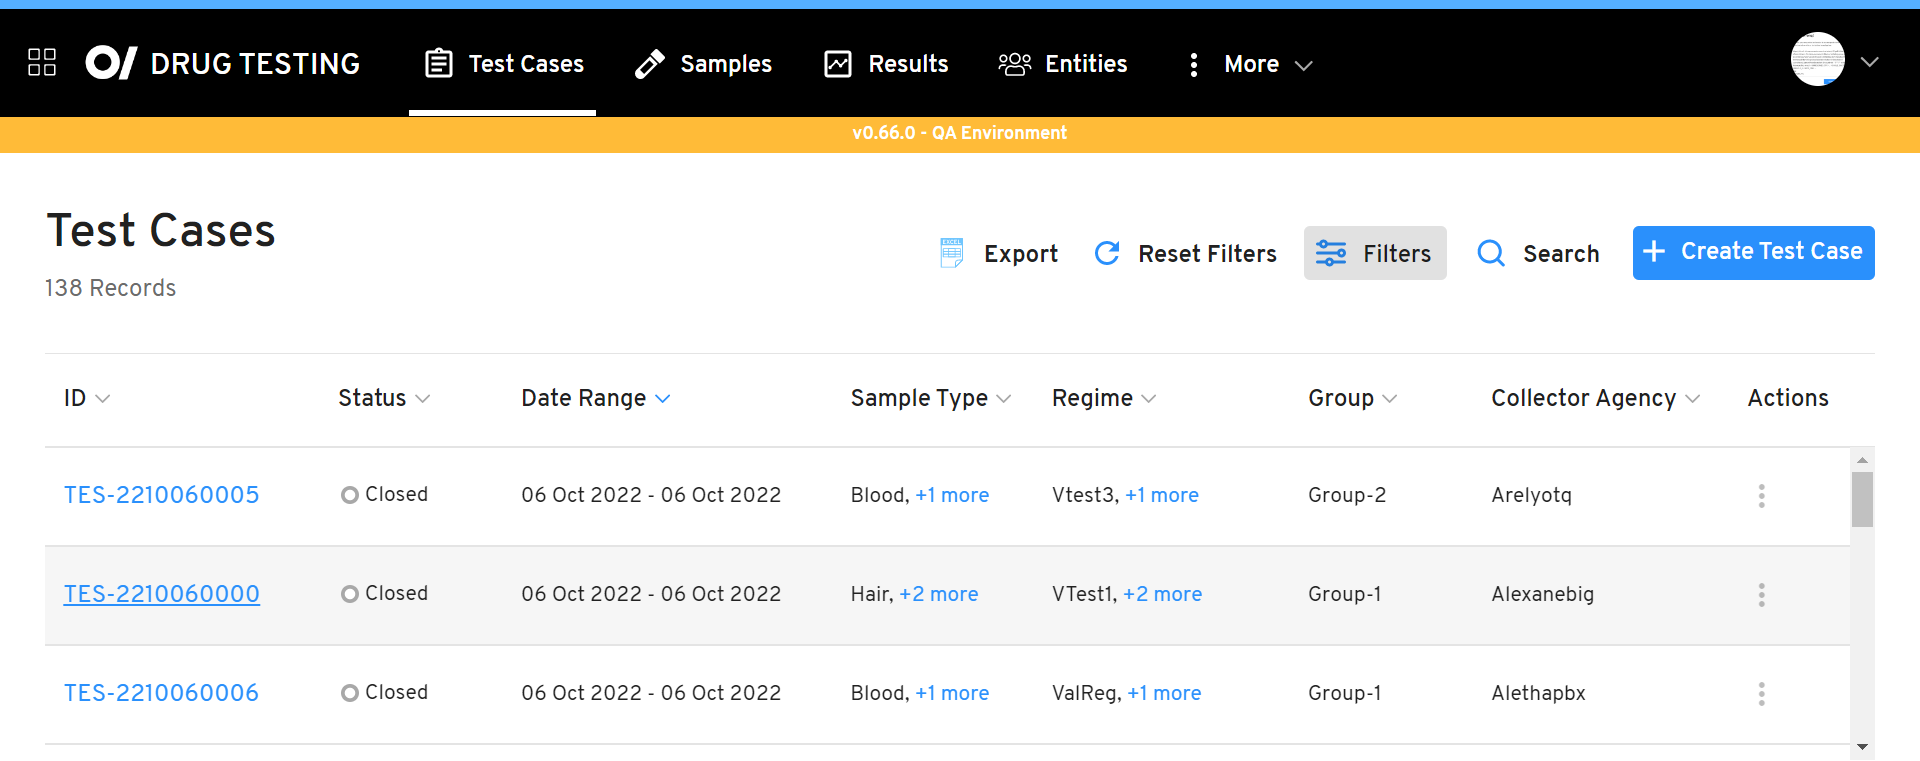 DRUG TESTING Test Cases Samples Results Entities More
v0.66.0 - QA Environment
Test Cases
138 Records
EXCEL Export Reset Filters Filters Search + Create Test Case
ID Status Date Range Sample Type Regime Group Collector Agency Actions
TES-2210060005 Closed 06 Oct 2022 - 06 Oct 2022 Blood, +1 more Vtest3, +1 more Group-2 Arelyotq
TES-2210060000 Closed 06 Oct 2022 - 06 Oct 2022 Hair, +2 more VTest1, +2 more Group-1 Alexanebig
TES-2210060006 Closed 06 Oct 2022 - 06 Oct 2022 Blood, +1 more ValReg, +1 more Group-1 Alethapbx